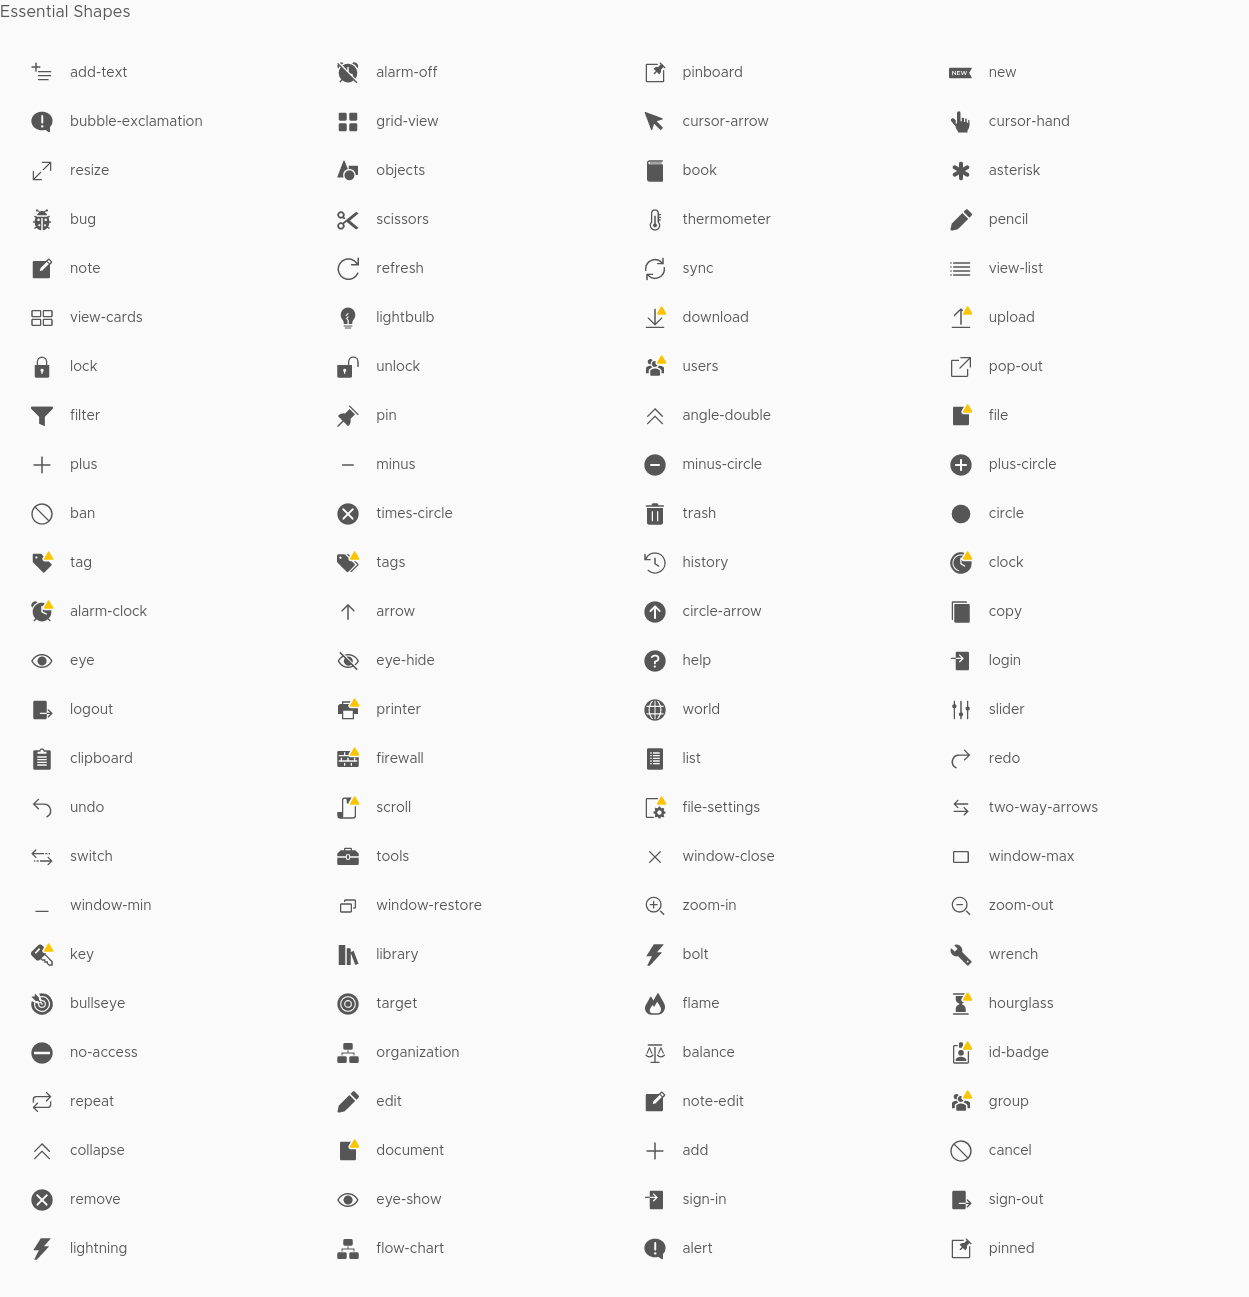 Essential Shapes
add-text alarm-off pinboard NEW new
bubble-exclamation grid-view cursor-arrow cursor-hand
resize objects book asterisk
bug scissors thermometer pencil
note refresh sync view-list
view-cards lightbulb download upload
lock unlock users pop-out
filter pin angle-double file
plus minus minus-circle plus-circle
ban times-circle trash circle
tag tags history clock
alarm-clock arrow circle-arrow copy
eye eye-hide help login
logout printer world slider
clipboard firewall list redo
undo scroll file-settings two-way-arrows
switch tools window-close window-max
window-min window-restore zoom-in zoom-out
key library bolt wrench
bullseye target flame hourglass
no-access organization balance id-badge
repeat edit note-edit group
collapse document add cancel
remove eye-show sign-in sign-out
lightning flow-chart alert pinned